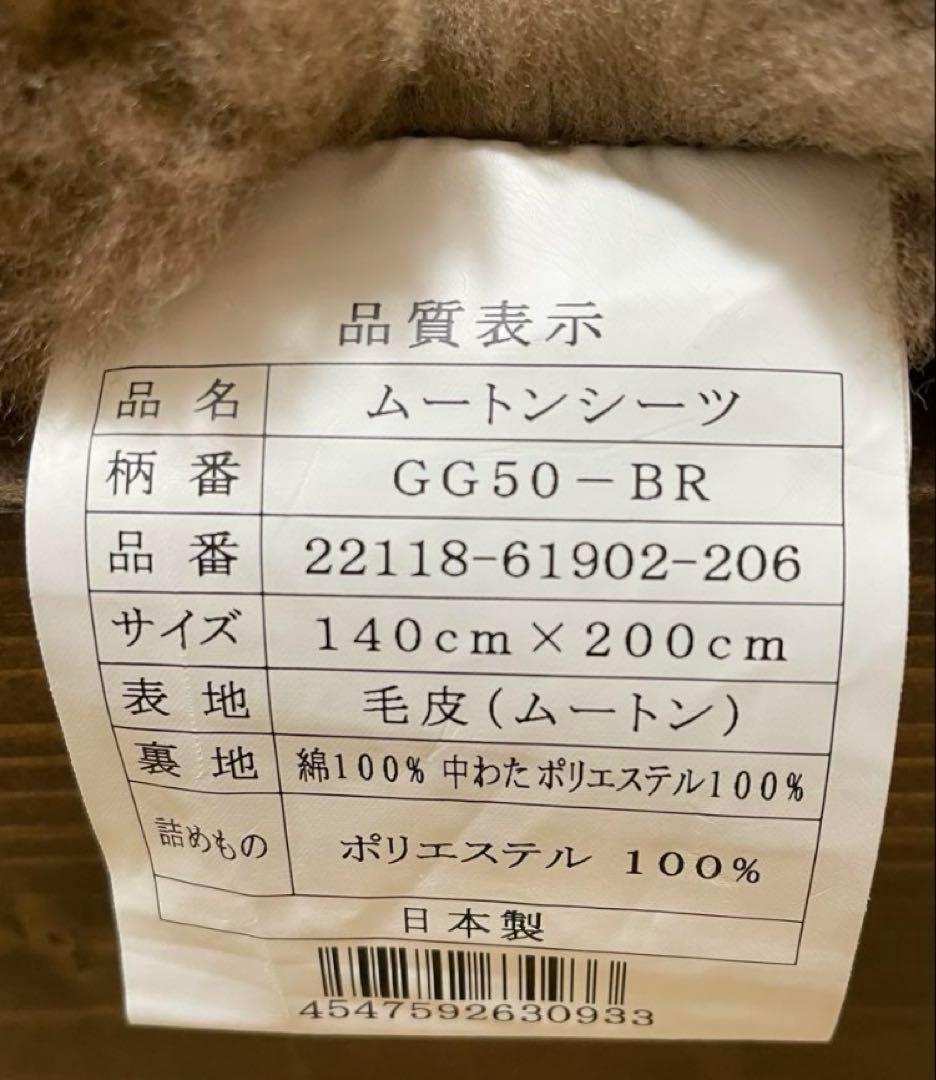 品質表示
品名 ムートンシーツ
柄番 GG50-BR
品番 22118-61902-206
サイズ 140cm×200cm
表地 毛皮(ムートン)
裏地 綿100% 中わたポリエステル100%
詰めもの ポリエステル 100%
日本製
4547592630933